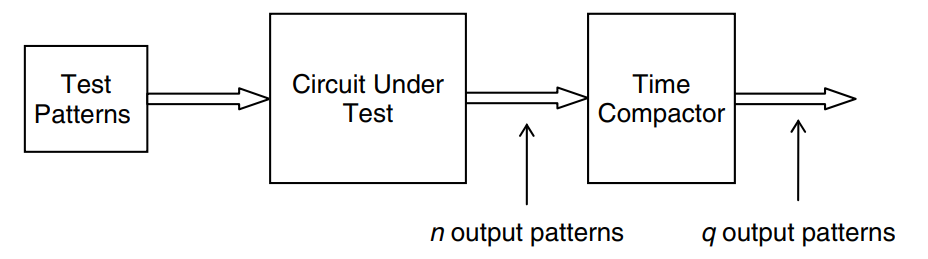 Test
Patterns
Circuit Under
Test
Time
Compactor
n output patterns
q output patterns